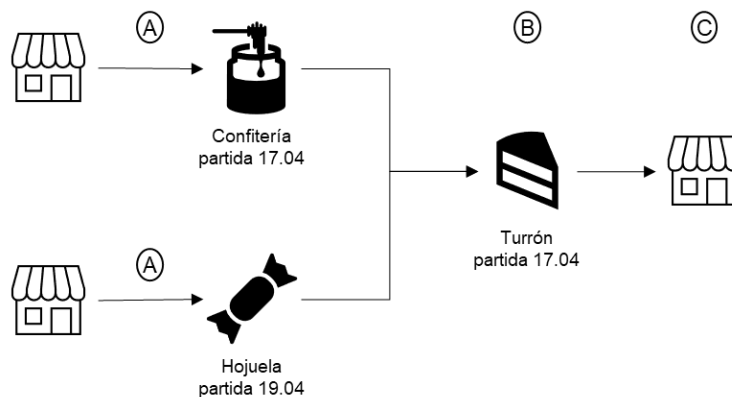 A
B
C
Confitería
partida 17.04
Turrón
partida 17.04
A
Hojuela
partida 19.04